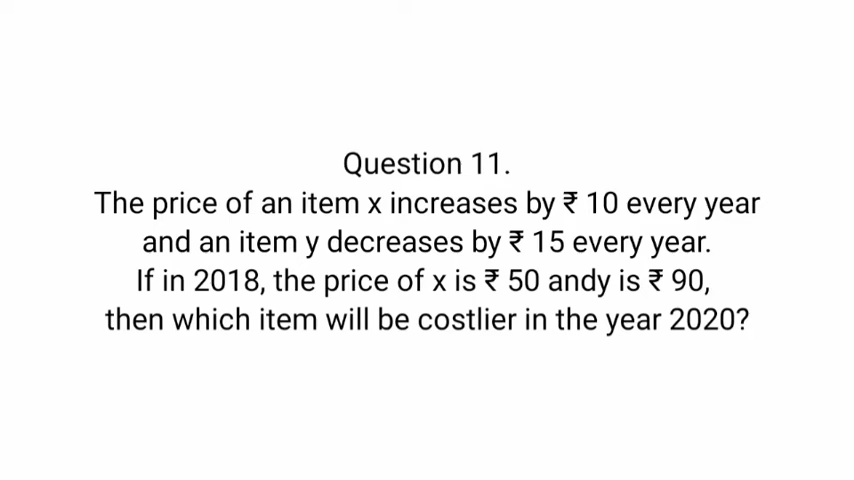 Question 11.
The price of an item x increases by ₹ 10 every year
and an item y decreases by ₹ 15 every year.
If in 2018, the price of x is ₹ 50 andy is ₹ 90,
then which item will be costlier in the year 2020?